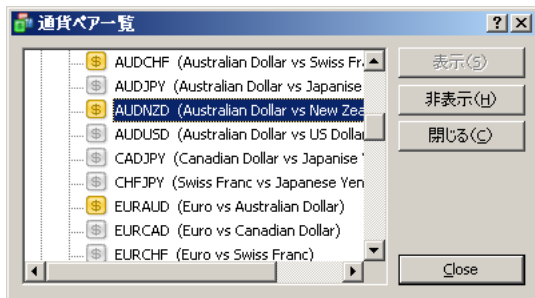 通貨ペア一覧
AUDCHF (Australian Dollar vs Swiss Fr
AUDJPY (Australian Dollar vs Japanise
AUDNZD (Australian Dollar vs New Zea
AUDUSD (Australian Dollar vs US Dollar
CADJPY (Canadian Dollar vs Japanise
CHFJPY (Swiss Franc vs Japanese Yen
EURAUD (Euro vs Australian Dollar)
EURCAD (Euro vs Canadian Dollar)
EURCHF (Euro vs Swiss Franc)
表示(S)
非表示(H)
閉じる(C)
Close